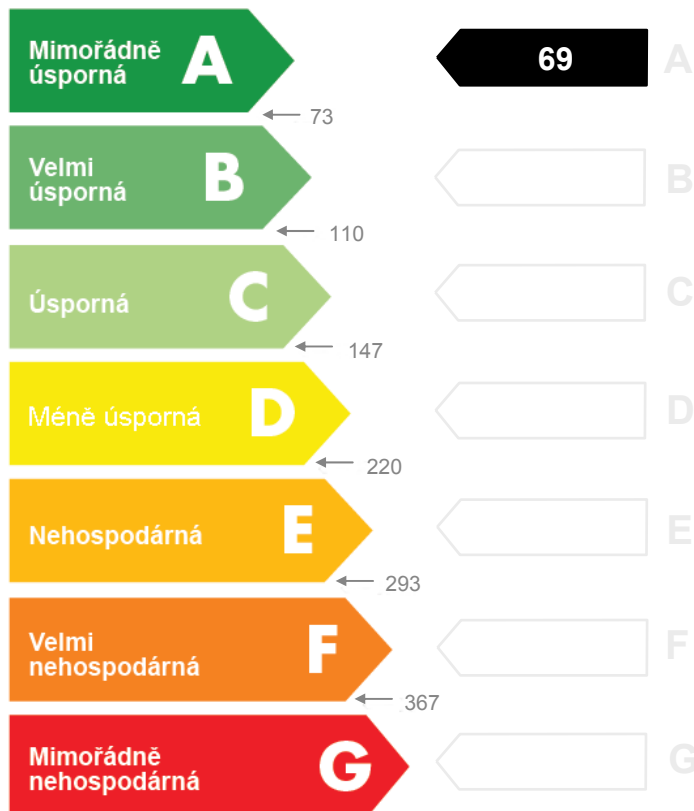 Mimořádně
úsporná
A
69
A
73
Velmi
úsporná
B
B
110
Úsporná
C
C
147
Méně úsporná
D
D
220
Nehospodárná
E
E
293
Velmi
nehospodárná
F
F
367
Mimořádně
nehospodárná
G
G